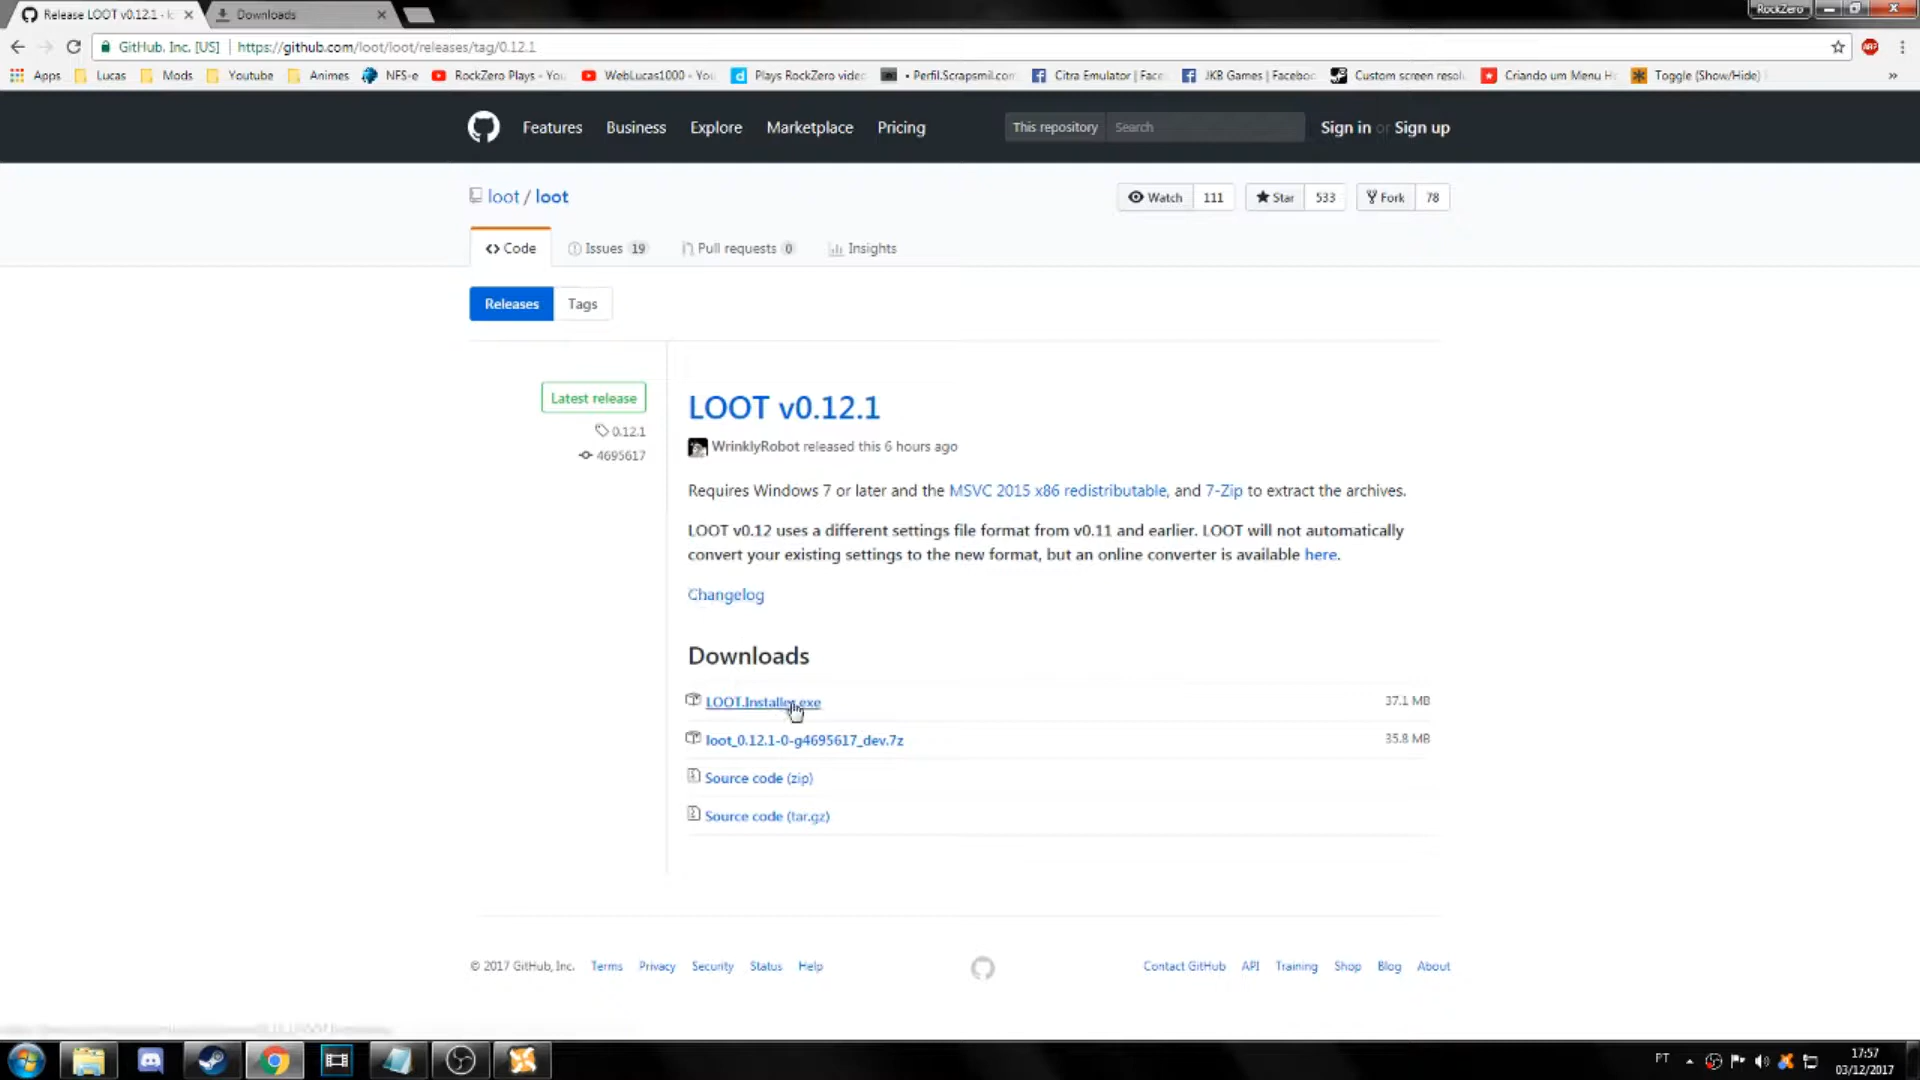 Release LOOT v0.12.1 - l
Downloads
RockZero
GitHub, Inc. [US]
https://github.com/loot/loot/releases/tag/0.12.1
Apps
Lucas
Mods
Youtube
Animes
NFS-e
RockZero Plays - You
WebLucas1000 - You
Plays RockZero video
• Perfil.Scrapsmil.com
Citra Emulator | Face
JKB Games | Faceboo
Custom screen resol
Criando um Menu H
Toggle (Show/Hide)
»
Features
Business
Explore
Marketplace
Pricing
This repository
Search
Sign in or Sign up
loot / loot
Watch 111
Star 533
Fork 78
Code
Issues 19
Pull requests 0
Insights
Releases
Tags
Latest release
0.12.1
4695617
LOOT v0.12.1
WrinklyRobot released this 6 hours ago
Requires Windows 7 or later and the MSVC 2015 x86 redistributable, and 7-Zip to extract the archives.
LOOT v0.12 uses a different settings file format from v0.11 and earlier. LOOT will not automatically
convert your existing settings to the new format, but an online converter is available here.
Changelog
Downloads
LOOT.Installer.exe 37.1 MB
loot_0.12.1-0-g4695617_dev.7z 35.8 MB
Source code (zip)
Source code (tar.gz)
© 2017 GitHub, Inc.
Terms
Privacy
Security
Status
Help
Contact GitHub
API
Training
Shop
Blog
About
PT
17:57
03/12/2017